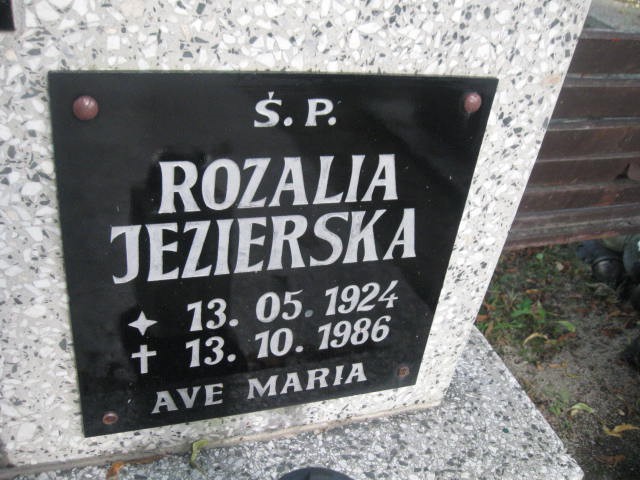 Ś.P.
ROZALIA
JEZIERSKA
✦ 13. 05. 1924
✝ 13. 10. 1986
AVE MARIA